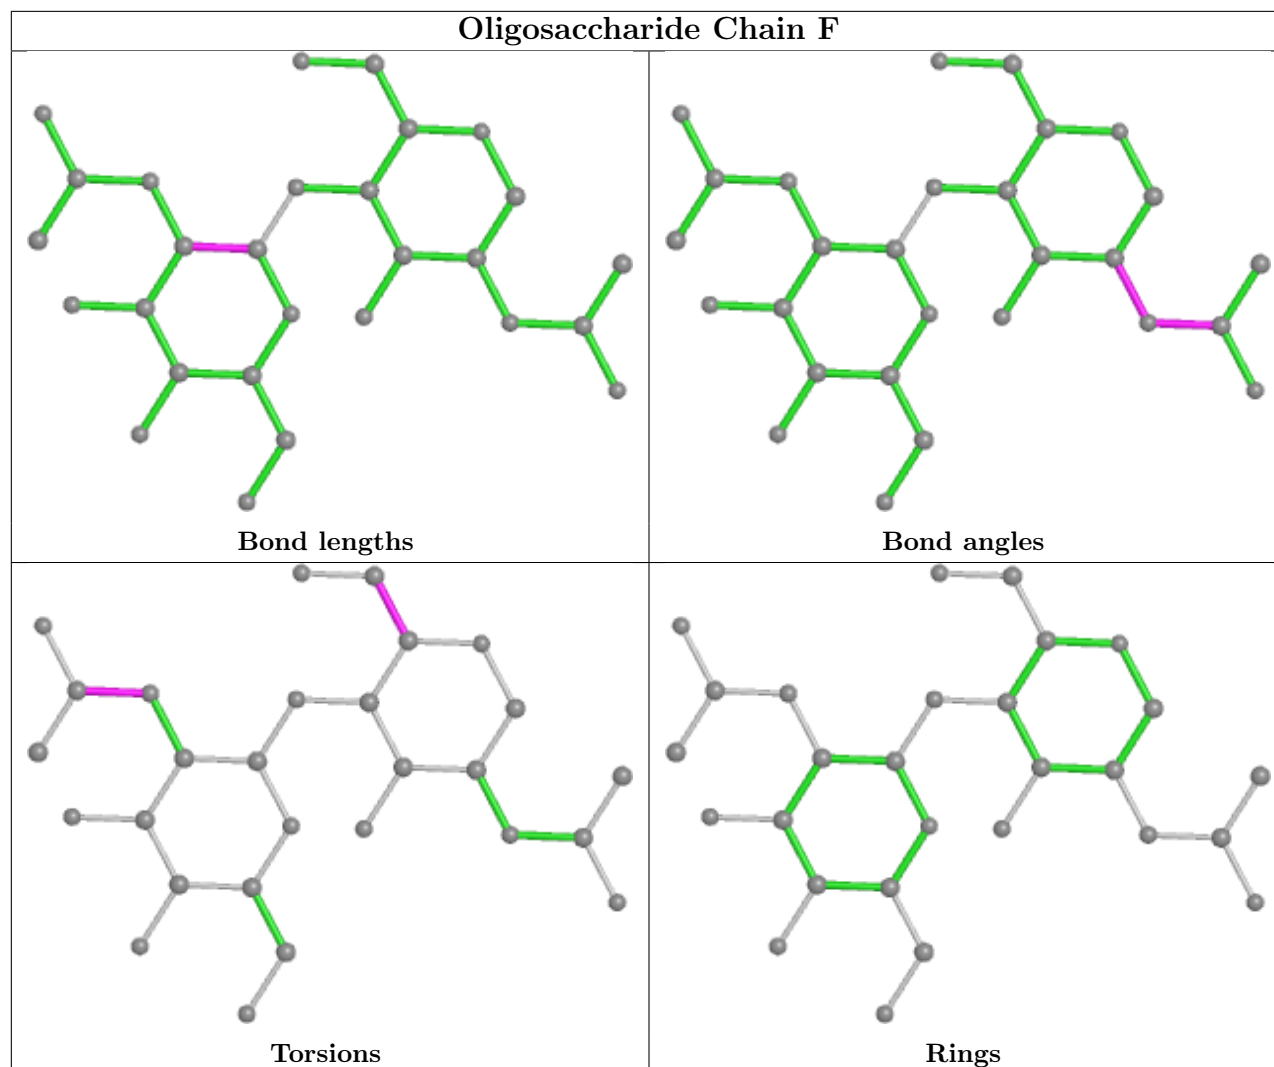 Oligosaccharide Chain F
Bond lengths
Bond angles
Torsions
Rings